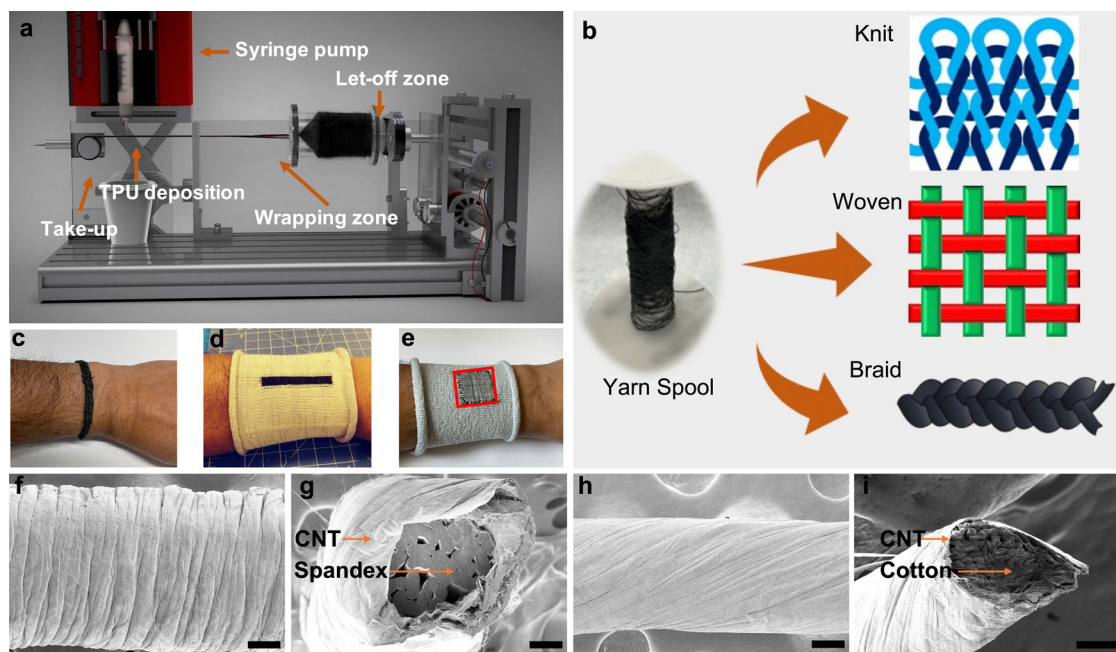 a
Syringe pump
Let-off zone
TPU deposition
Wrapping zone
Take-up
b
Knit
Woven
Yarn Spool
Braid
c
d
e
f
g
CNT
Spandex
h
i
CNT
Cotton